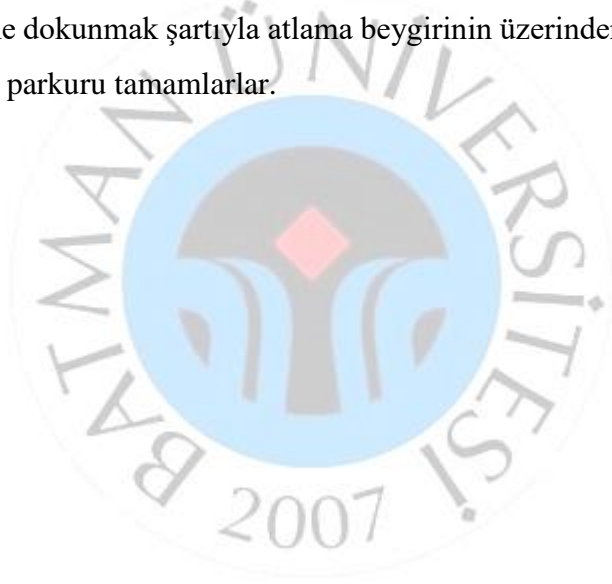 dokunmak şartıyla atlama beygirinin üzerinden
parkuru tamamlarlar.
BATMAN ÜNİVERSİTESİ
2007